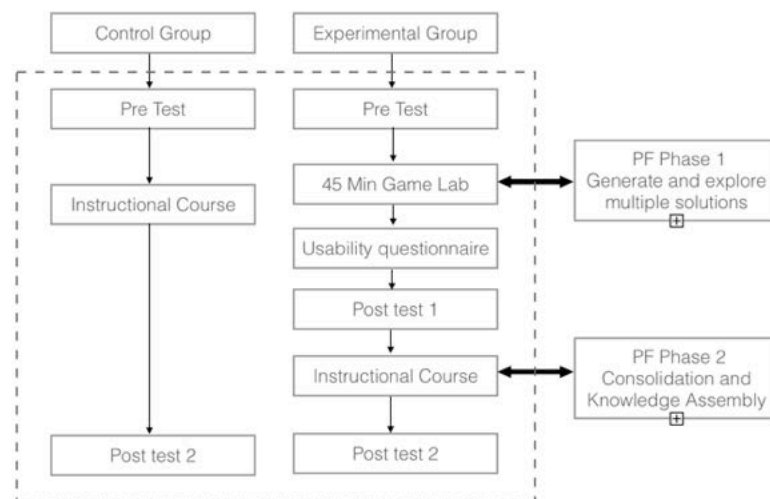 Control Group
Experimental Group
Pre Test
Pre Test
45 Min Game Lab
PF Phase 1
Generate and explore
multiple solutions
Instructional Course
Usability questionnaire
Post test 1
Instructional Course
PF Phase 2
Consolidation and
Knowledge Assembly
Post test 2
Post test 2